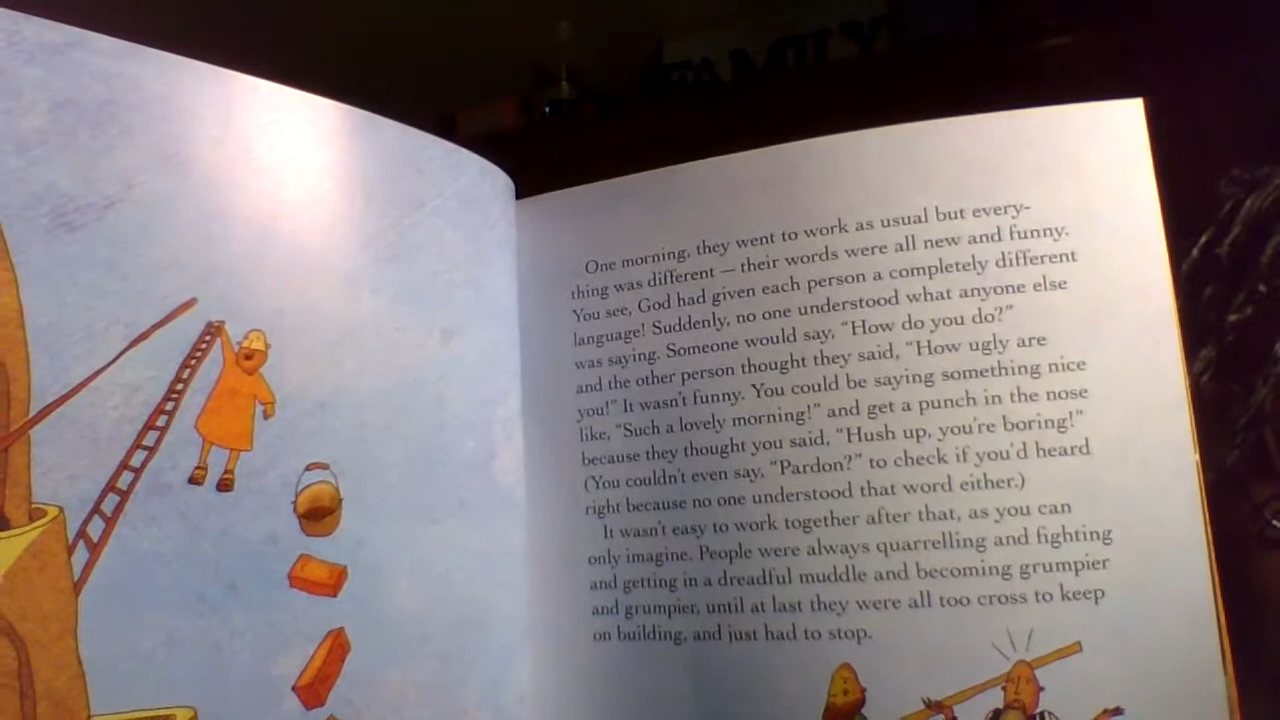 FAMILY
One morning, they went to work as usual but every-
thing was different — their words were all new and funny.
You see, God had given each person a completely different
language! Suddenly, no one understood what anyone else
was saying. Someone would say, “How do you do?”
and the other person thought they said, “How ugly are
you!” It wasn't funny. You could be saying something nice
like, “Such a lovely morning!” and get a punch in the nose
because they thought you said, “Hush up, you're boring!”
(You couldn't even say, “Pardon?” to check if you'd heard
right because no one understood that word either.)
It wasn't easy to work together after that, as you can
only imagine. People were always quarrelling and fighting
and getting in a dreadful muddle and becoming grumpier
and grumpier, until at last they were all too cross to keep
on building, and just had to stop.